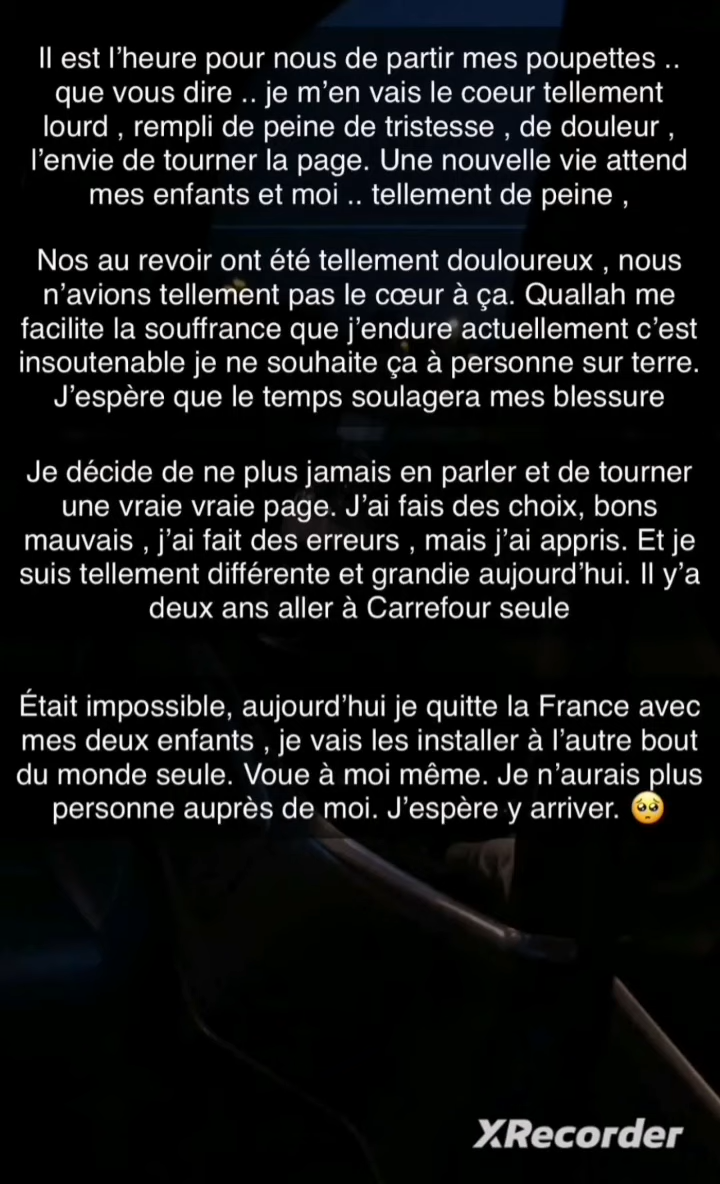 Il est l’heure pour nous de partir mes poupettes ..
que vous dire .. je m’en vais le coeur tellement
lourd , rempli de peine de tristesse , de douleur ,
l’envie de tourner la page. Une nouvelle vie attend
mes enfants et moi .. tellement de peine ,
Nos au revoir ont été tellement douloureux , nous
n’avions tellement pas le cœur à ça. Quallah me
facilite la souffrance que j’endure actuellement c’est
insoutenable je ne souhaite ça à personne sur terre.
J’espère que le temps soulagera mes blessure
Je décide de ne plus jamais en parler et de tourner
une vraie vraie page. J’ai fais des choix, bons
mauvais , j’ai fait des erreurs , mais j’ai appris. Et je
suis tellement différente et grandie aujourd’hui. Il y’a
deux ans aller à Carrefour seule
Était impossible, aujourd’hui je quitte la France avec
mes deux enfants , je vais les installer à l’autre bout
du monde seule. Voue à moi même. Je n’aurais plus
personne auprès de moi. J’espère y arriver. 🥺
XRecorder